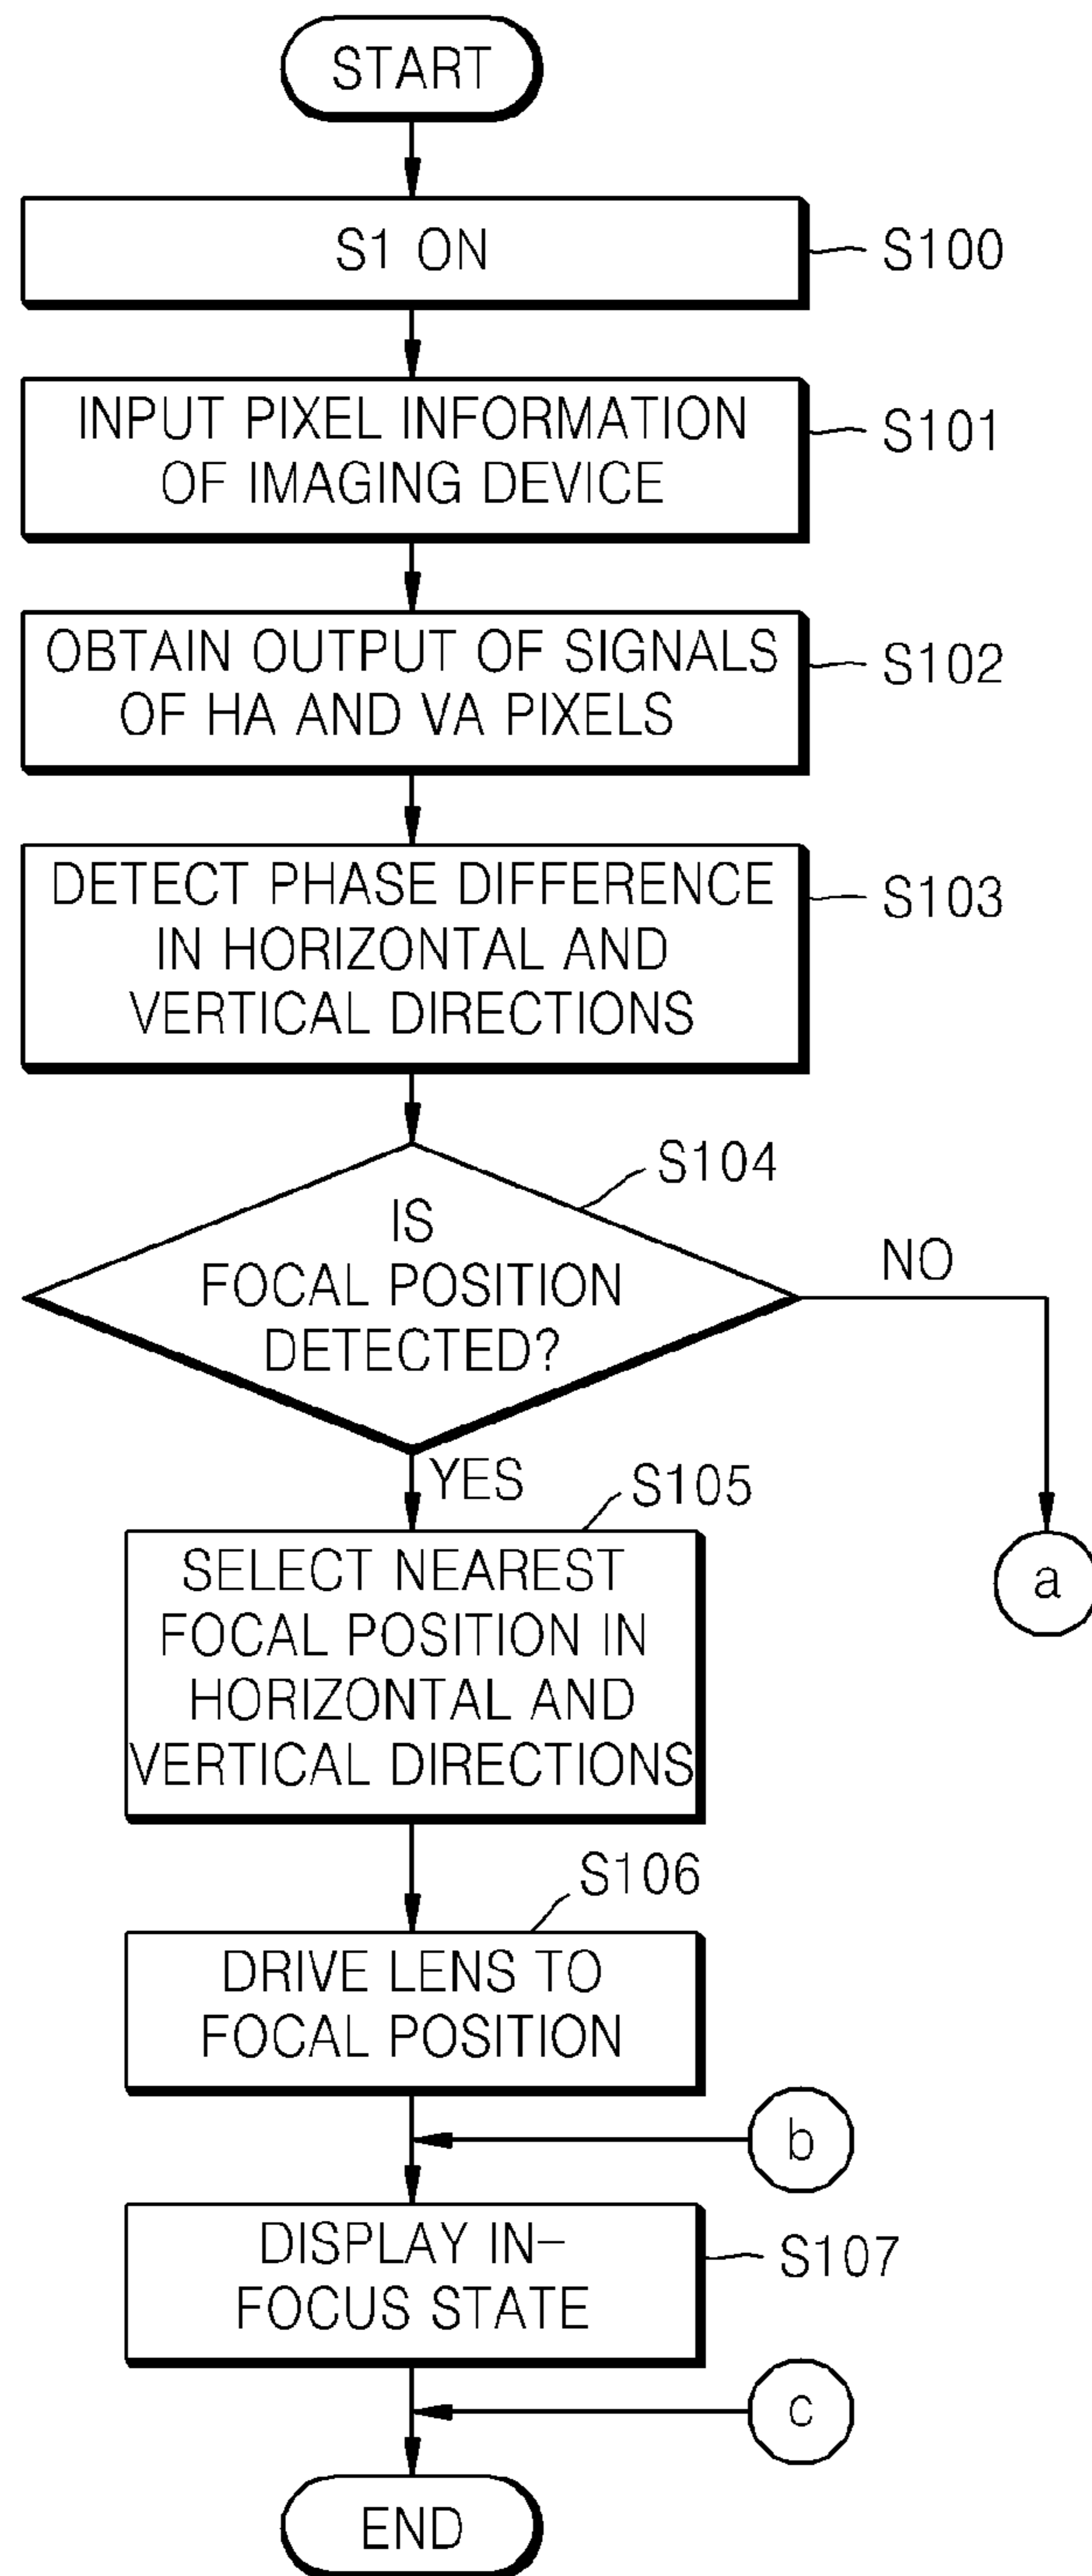 START
S1 ON
S100
INPUT PIXEL INFORMATION
OF IMAGING DEVICE
S101
OBTAIN OUTPUT OF SIGNALS
OF HA AND VA PIXELS
S102
DETECT PHASE DIFFERENCE
IN HORIZONTAL AND
VERTICAL DIRECTIONS
S103
S104
IS
FOCAL POSITION
DETECTED?
NO
a
YES
S105
SELECT NEAREST
FOCAL POSITION IN
HORIZONTAL AND
VERTICAL DIRECTIONS
S106
DRIVE LENS TO
FOCAL POSITION
b
DISPLAY IN-
FOCUS STATE
S107
c
END